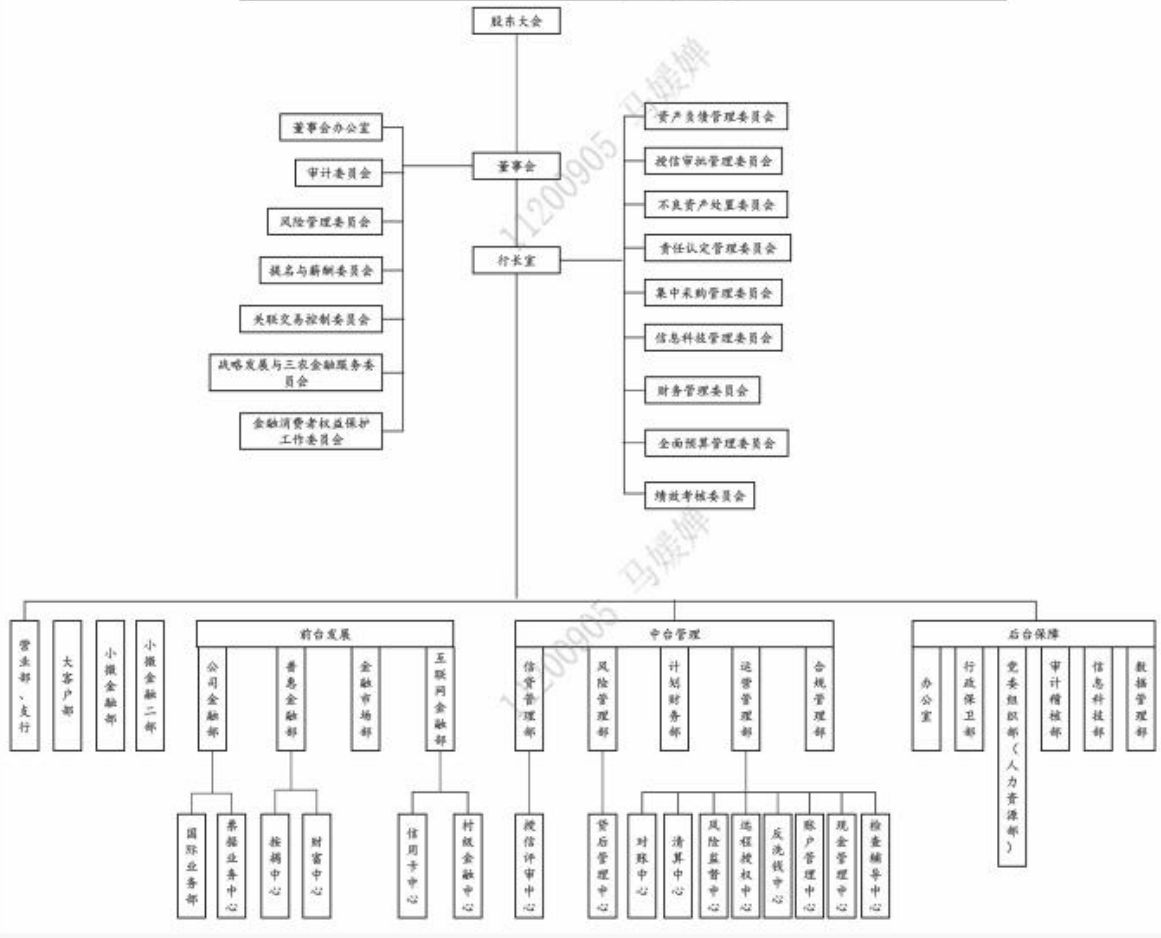 股东大会
董事会
行长室
董事会办公室
审计委员会
风险管理委员会
提名与薪酬委员会
关联交易控制委员会
战略发展与三农金融服务委
员会
金融消费者权益保护
工作委员会
资产负债管理委员会
授信审批管理委员会
不良资产处置委员会
责任认定管理委员会
集中采购管理委员会
信息科技管理委员会
财务管理委员会
全面预算管理委员会
绩效考核委员会
营业部、支行
大客户部
小微金融部
小微金融二部
前台发展
公司金融部
普惠金融部
金融市场部
互联网金融部
国际业务部
票据业务中心
按揭中心
财富中心
信用卡中心
村级金融中心
中台管理
信贷管理部
风险管理部
计划财务部
运营管理部
合规管理部
授信评审中心
贷后管理中心
对账中心
清算中心
风险监督中心
远程授权中心
反洗钱中心
账户管理中心
现金管理中心
检查辅导中心
后台保障
办公室
行政保卫部
党委组织部(人力资源部)
审计稽核部
信息科技部
数据管理部
11200905 马媛婵
11200905 马媛婵